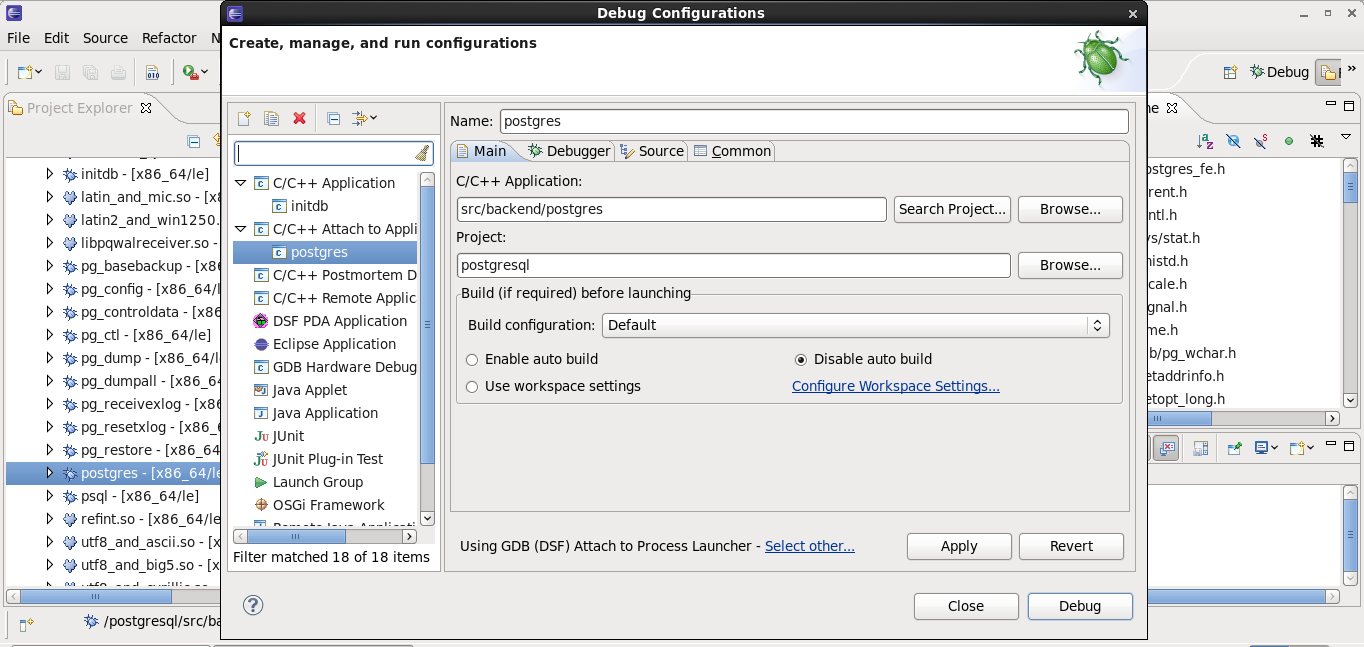 Debug Configurations
File Edit Source Refactor
Create, manage, and run configurations
Debug
Project Explorer
Name: postgres
Main Debugger Source Common
C/C++ Application:
src/backend/postgres Search Project... Browse...
Project:
postgresql Browse...
Build (if required) before launching
Build configuration: Default
Enable auto build Disable auto build
Use workspace settings Configure Workspace Settings...
Using GDB (DSF) Attach to Process Launcher - Select other... Apply Revert
C/C++ Application
initdb
C/C++ Attach to Appli
postgres
C/C++ Postmortem D
C/C++ Remote Applic
DSF PDA Application
Eclipse Application
GDB Hardware Debug
Java Applet
Java Application
JUnit
JUnit Plug-in Test
Launch Group
OSGi Framework
Filter matched 18 of 18 items
Close Debug
initdb - [x86_64/le]
latin_and_mic.so - [x
latin2_and_win1250.
libpqwalreceiver.so -
pg_basebackup - [x8
pg_config - [x86_64/l
pg_controldata - [x8
pg_ctl - [x86_64/le]
pg_dump - [x86_64/
pg_dumpall - [x86_6
pg_receivexlog - [x8
pg_resetxlog - [x86_
pg_restore - [x86_64
postgres - [x86_64/le
psql - [x86_64/le]
refint.so - [x86_64/le
utf8_and_ascii.so - [x
utf8_and_big5.so - [x
/postgresql/src/ba
ostgres_fe.h
rent.h
ntl.h
s/stat.h
nistd.h
cale.h
gnal.h
me.h
b/pg_wchar.h
etaddrinfo.h
etopt_long.h